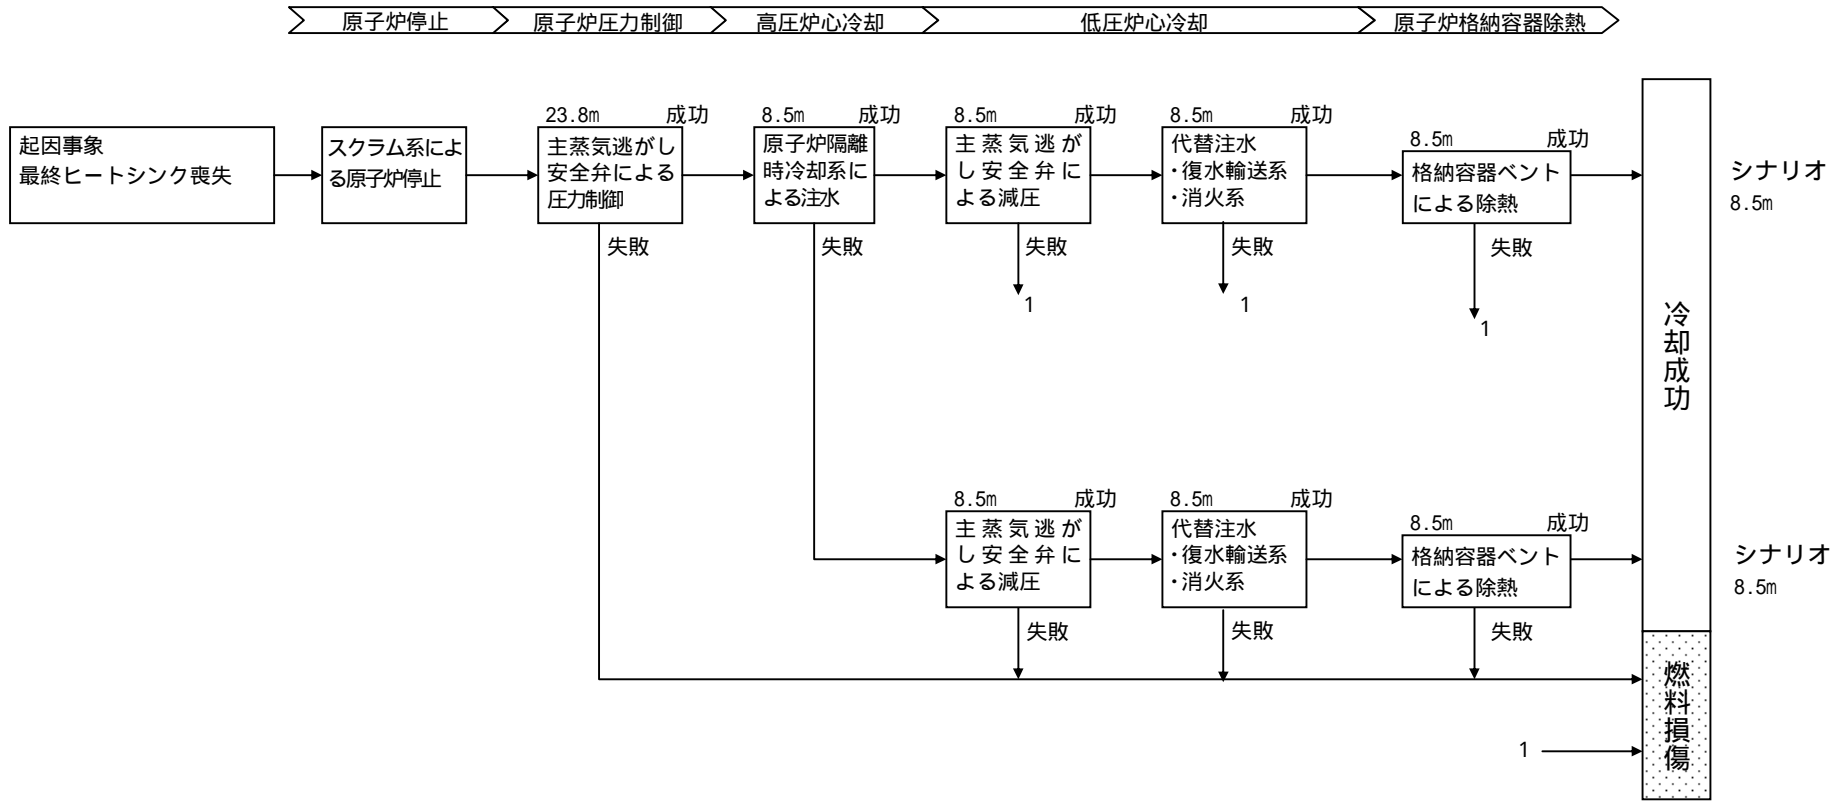 原子炉停止
原子炉圧力制御
高圧炉心冷却
低圧炉心冷却
原子炉格納容器除熱
起因事象
最終ヒートシンク喪失
スクラム系によ
る原子炉停止
23.8m 成功
主蒸気逃がし
安全弁による
圧力制御
失敗
8.5m 成功
原子炉隔離
時冷却系に
よる注水
失敗
8.5m 成功
主蒸気逃が
し安全弁に
よる減圧
失敗
1
8.5m 成功
代替注水
・復水輸送系
・消火系
失敗
1
8.5m 成功
格納容器ベント
による除熱
失敗
1
シナリオ
8.5m
冷却成功
8.5m 成功
主蒸気逃が
し安全弁に
よる減圧
失敗
8.5m 成功
代替注水
・復水輸送系
・消火系
失敗
8.5m 成功
格納容器ベント
による除熱
失敗
シナリオ
8.5m
燃料損傷
1